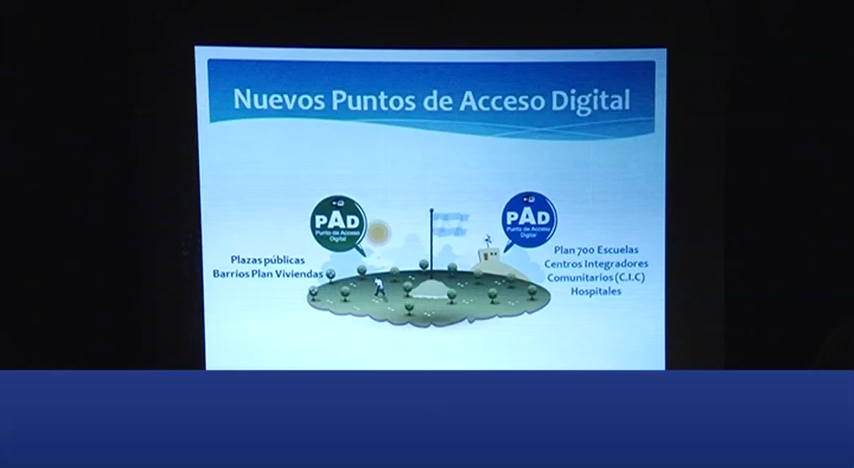 Nuevos Puntos de Acceso Digital
PAD
Punto de Acceso
Digital
PAD
Punto de Acceso
Digital
Plazas públicas
Barrios Plan Viviendas
Plan 700 Escuelas
Centros Integradores
Comunitarios (C.I.C)
Hospitales